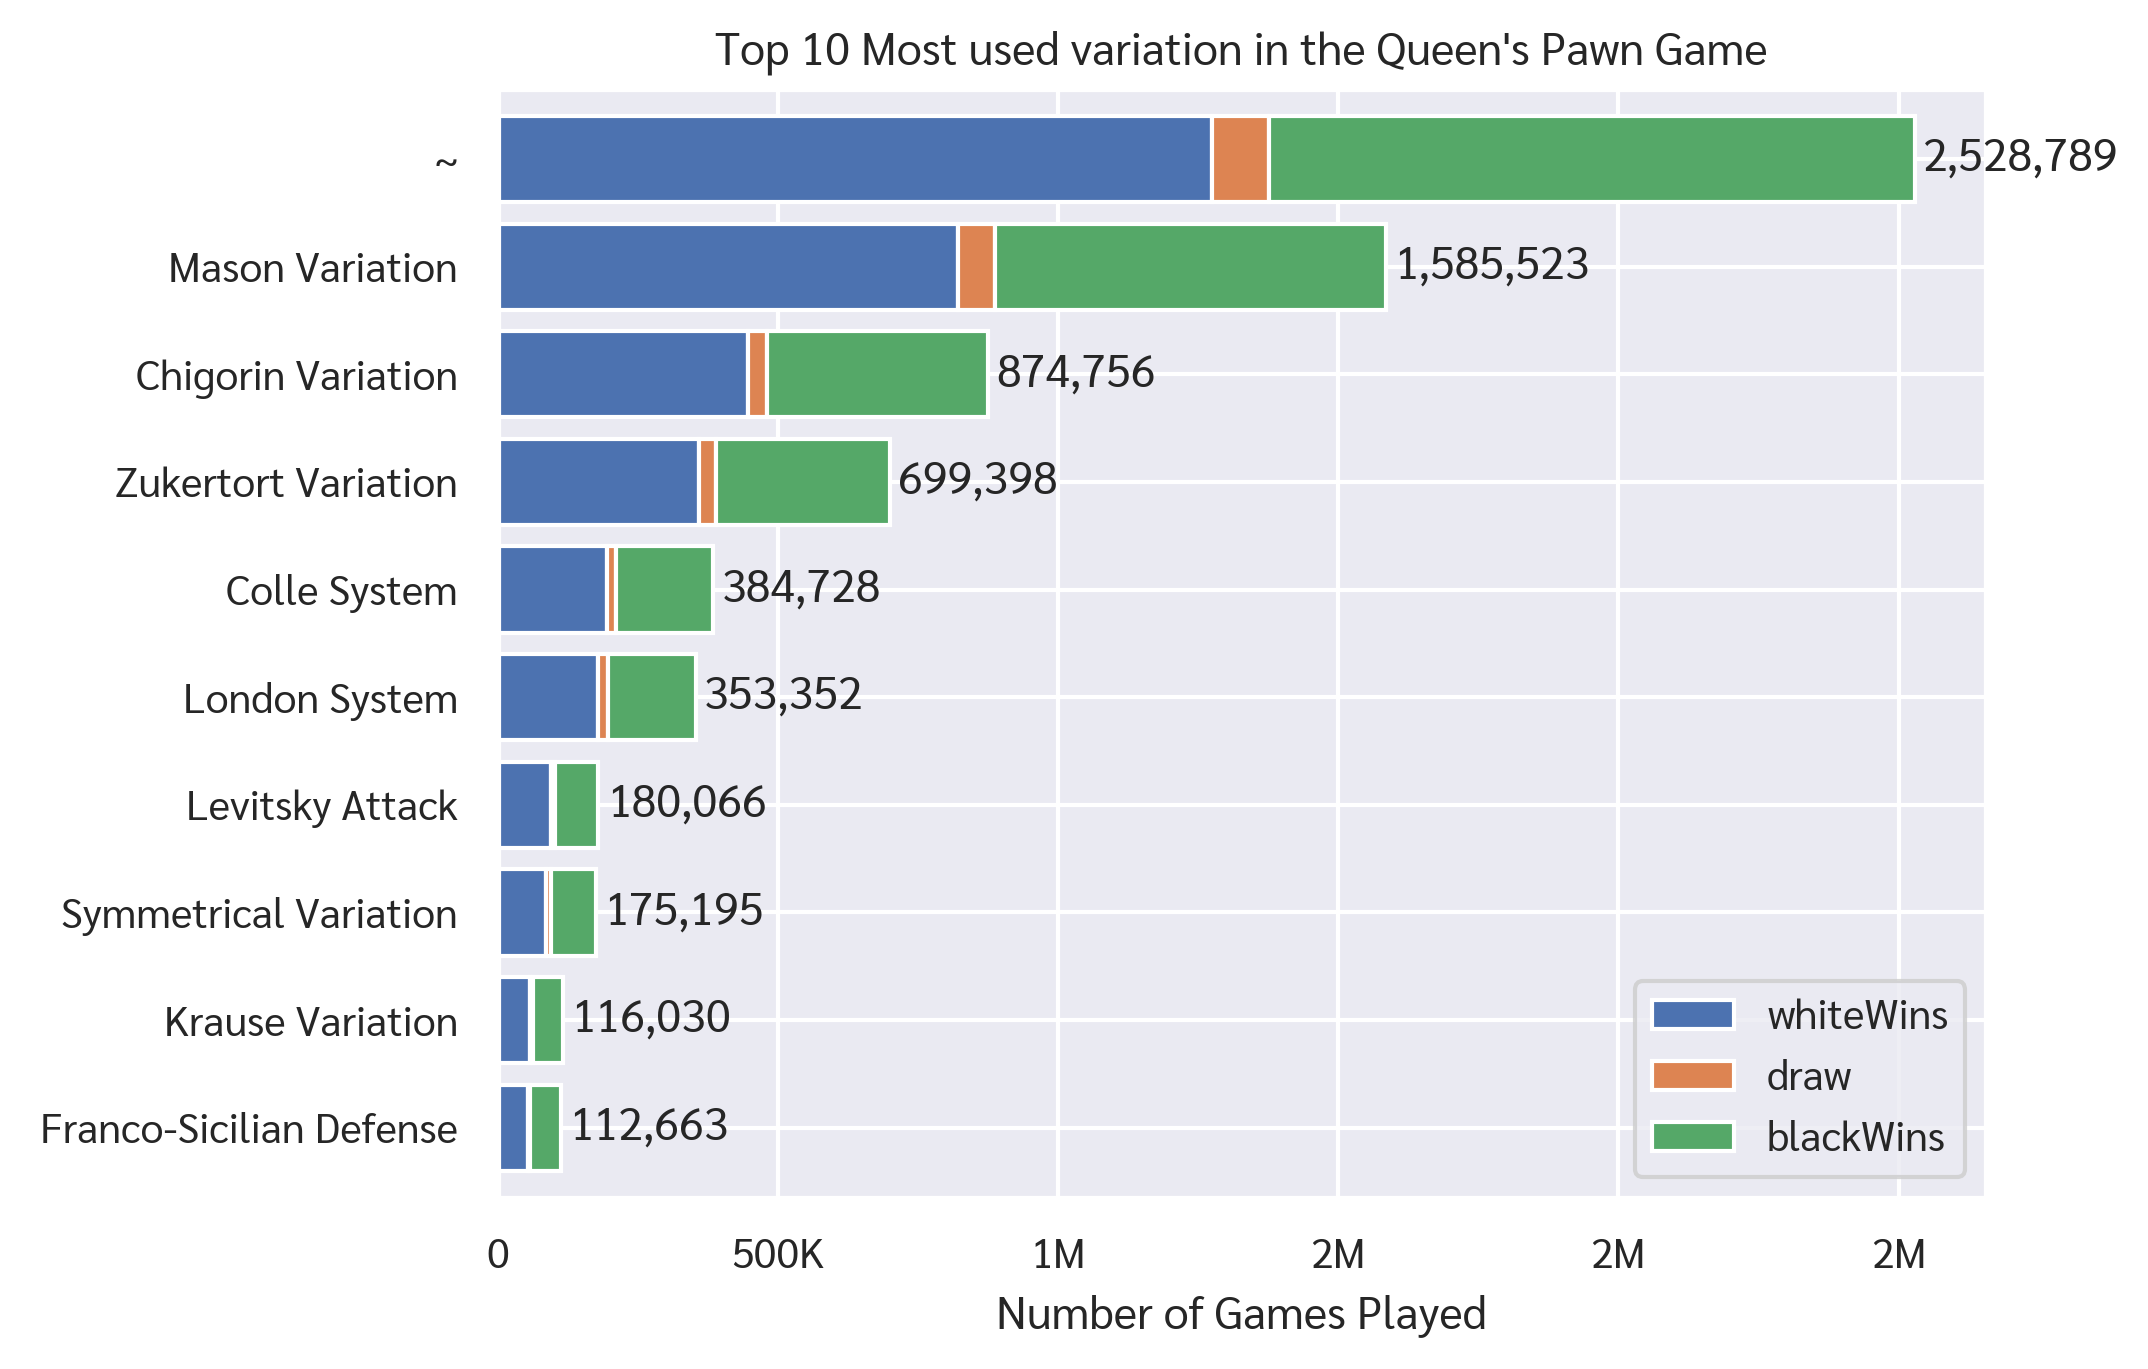 Top 10 Most used variation in the Queen's Pawn Game
~
2,528,789
Mason Variation
1,585,523
Chigorin Variation
874,756
Zukertort Variation
699,398
Colle System
384,728
London System
353,352
Levitsky Attack
180,066
Symmetrical Variation
175,195
Krause Variation
116,030
Franco-Sicilian Defense
112,663
whiteWins
draw
blackWins
0 500K 1M 2M 2M 2M
Number of Games Played